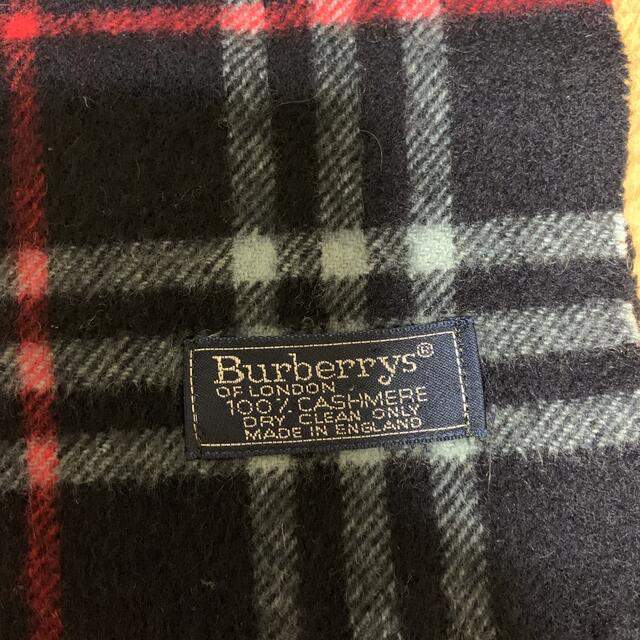 Burberrys®
OF LONDON
100% CASHMERE
DRY CLEAN ONLY
MADE IN ENGLAND